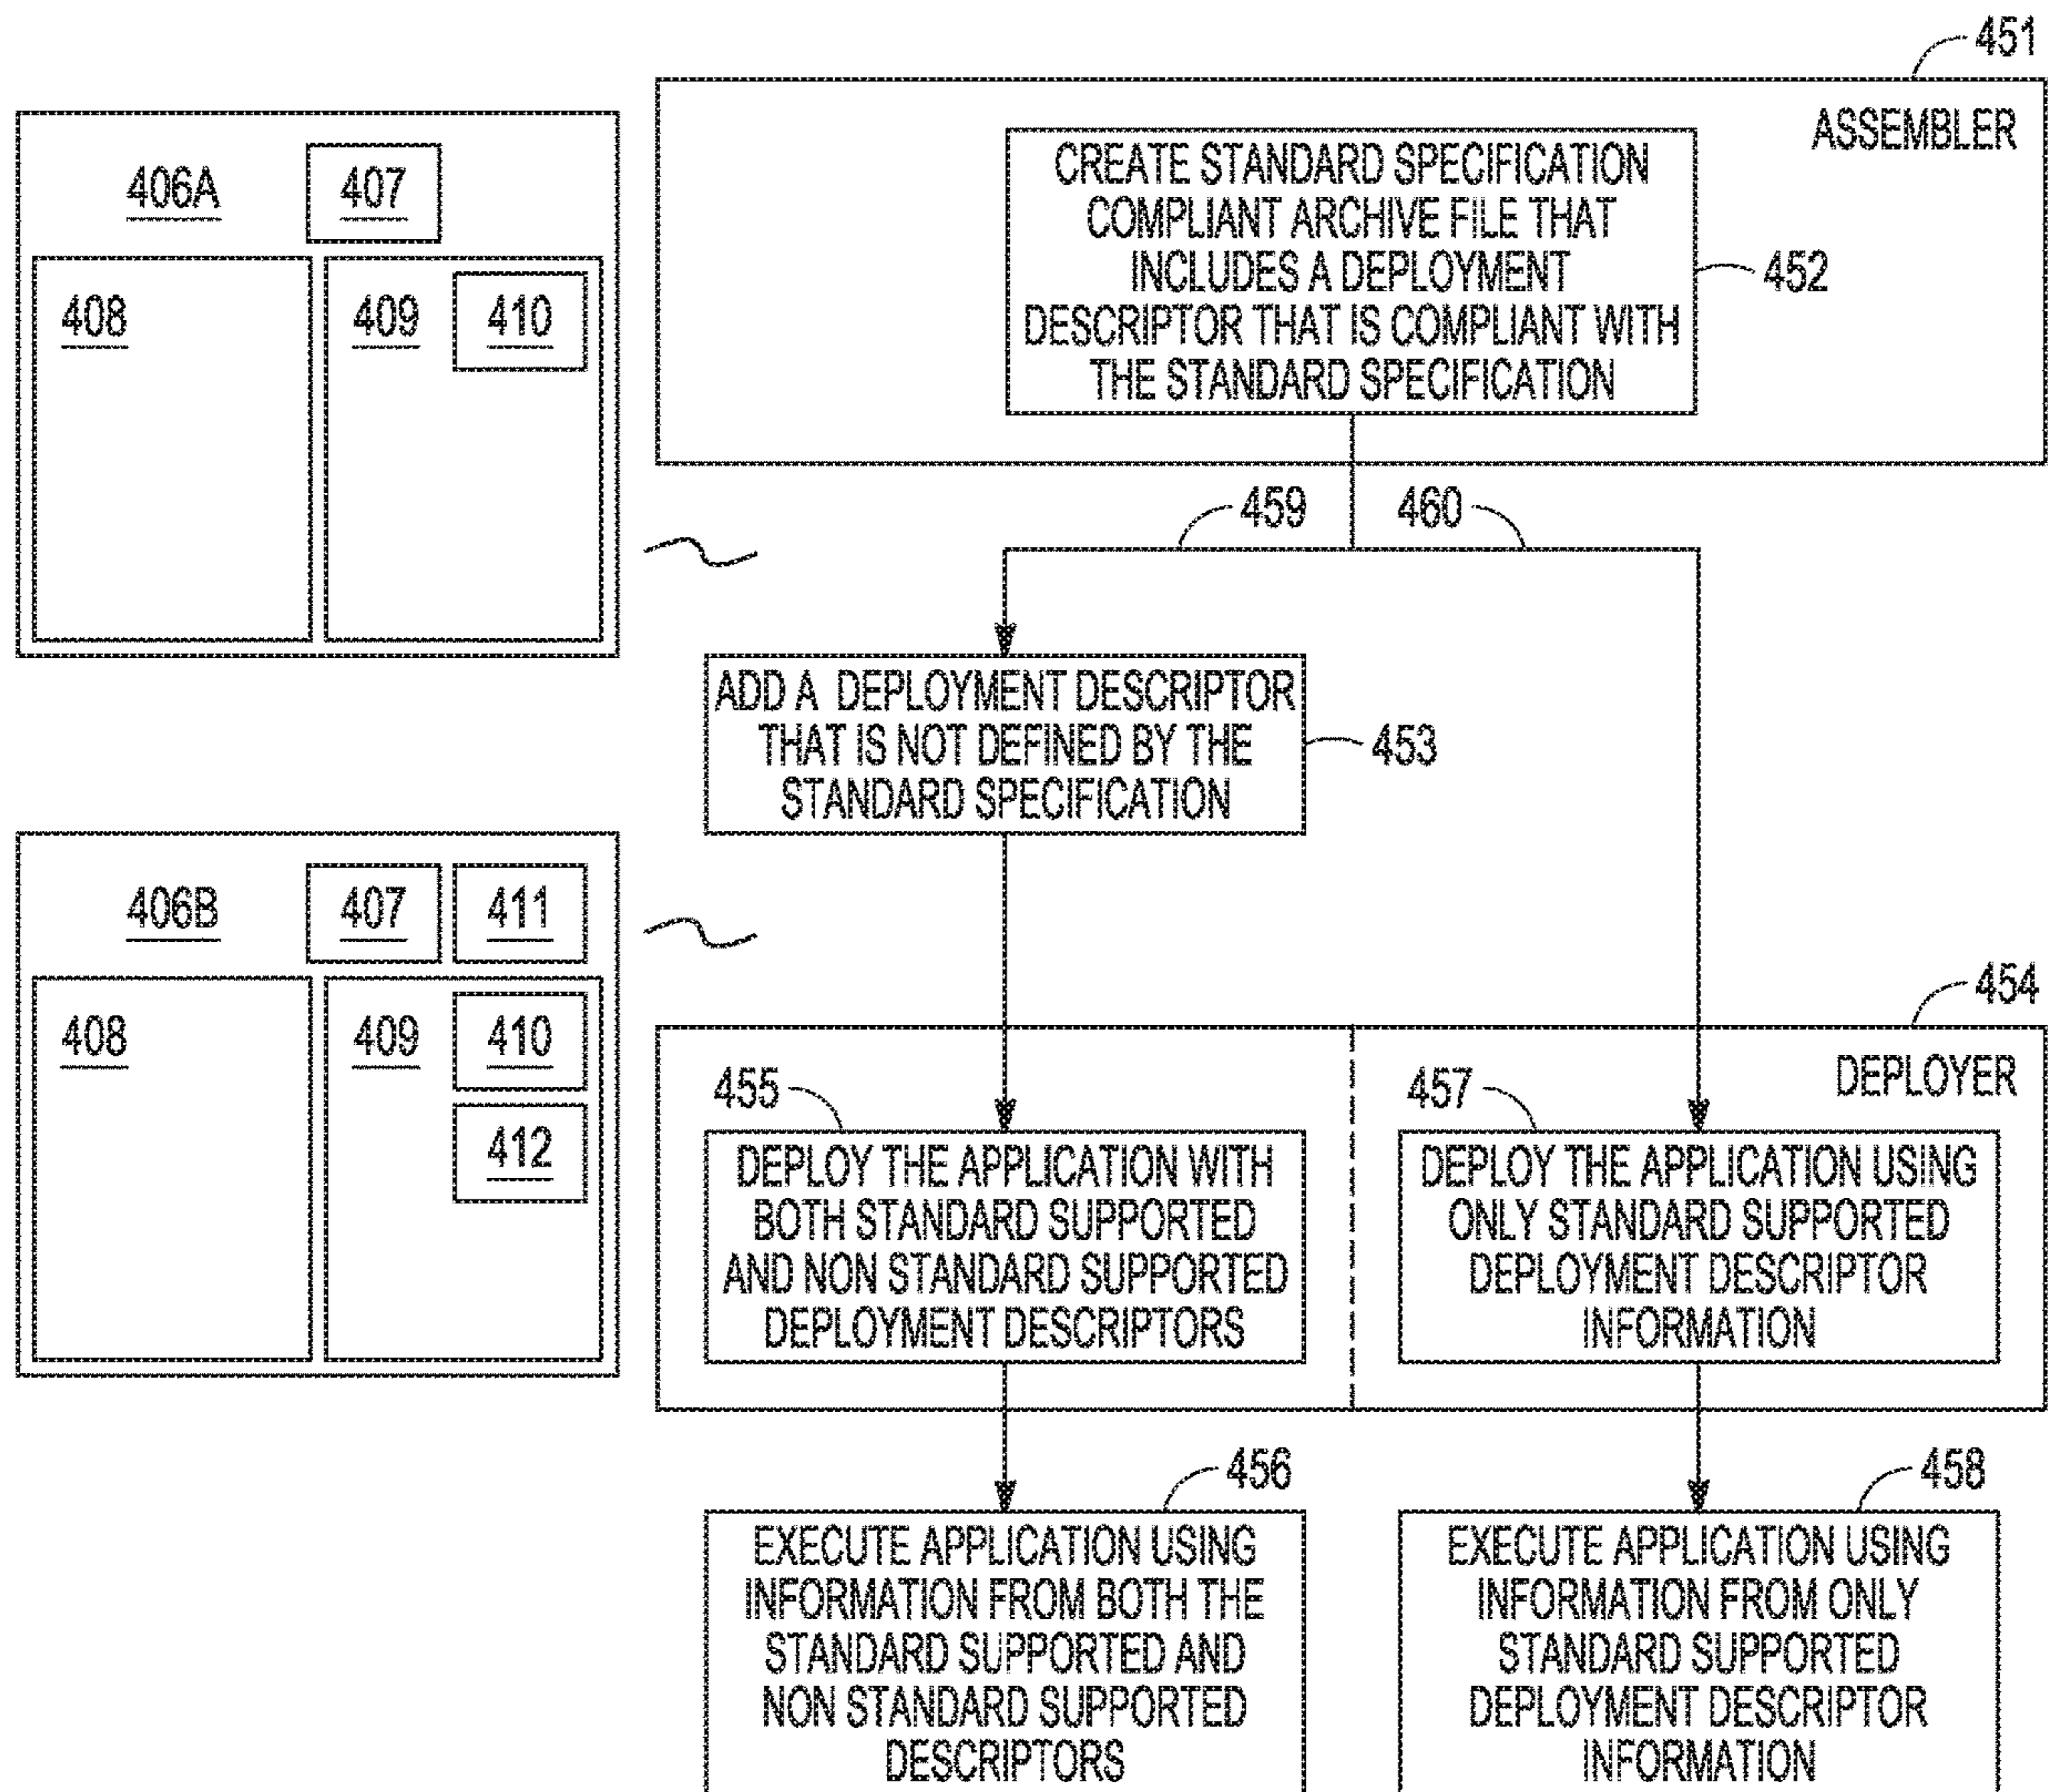 451
ASSEMBLER
CREATE STANDARD SPECIFICATION
COMPLIANT ARCHIVE FILE THAT
INCLUDES A DEPLOYMENT
DESCRIPTOR THAT IS COMPLIANT WITH
THE STANDARD SPECIFICATION
452
406A
407
408
409
410
459
460
ADD A DEPLOYMENT DESCRIPTOR
THAT IS NOT DEFINED BY THE
STANDARD SPECIFICATION
453
406B
407
411
408
409
410
412
454
DEPLOYER
455
DEPLOY THE APPLICATION WITH
BOTH STANDARD SUPPORTED
AND NON STANDARD SUPPORTED
DEPLOYMENT DESCRIPTORS
457
DEPLOY THE APPLICATION USING
ONLY STANDARD SUPPORTED
DEPLOYMENT DESCRIPTOR
INFORMATION
456
EXECUTE APPLICATION USING
INFORMATION FROM BOTH THE
STANDARD SUPPORTED AND
NON STANDARD SUPPORTED
DESCRIPTORS
458
EXECUTE APPLICATION USING
INFORMATION FROM ONLY
STANDARD SUPPORTED
DEPLOYMENT DESCRIPTOR
INFORMATION